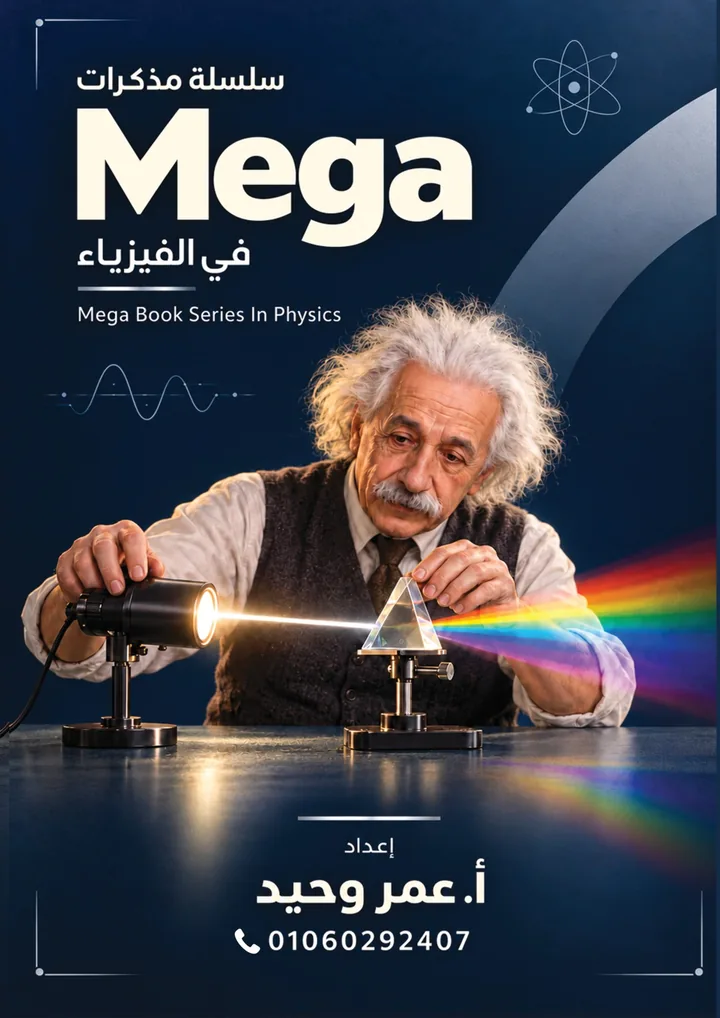 سلسلة مذكرات
Mega
في الفيزياء
Mega Book Series In Physics
إعداد
أ. عمر وحيد
01060292407